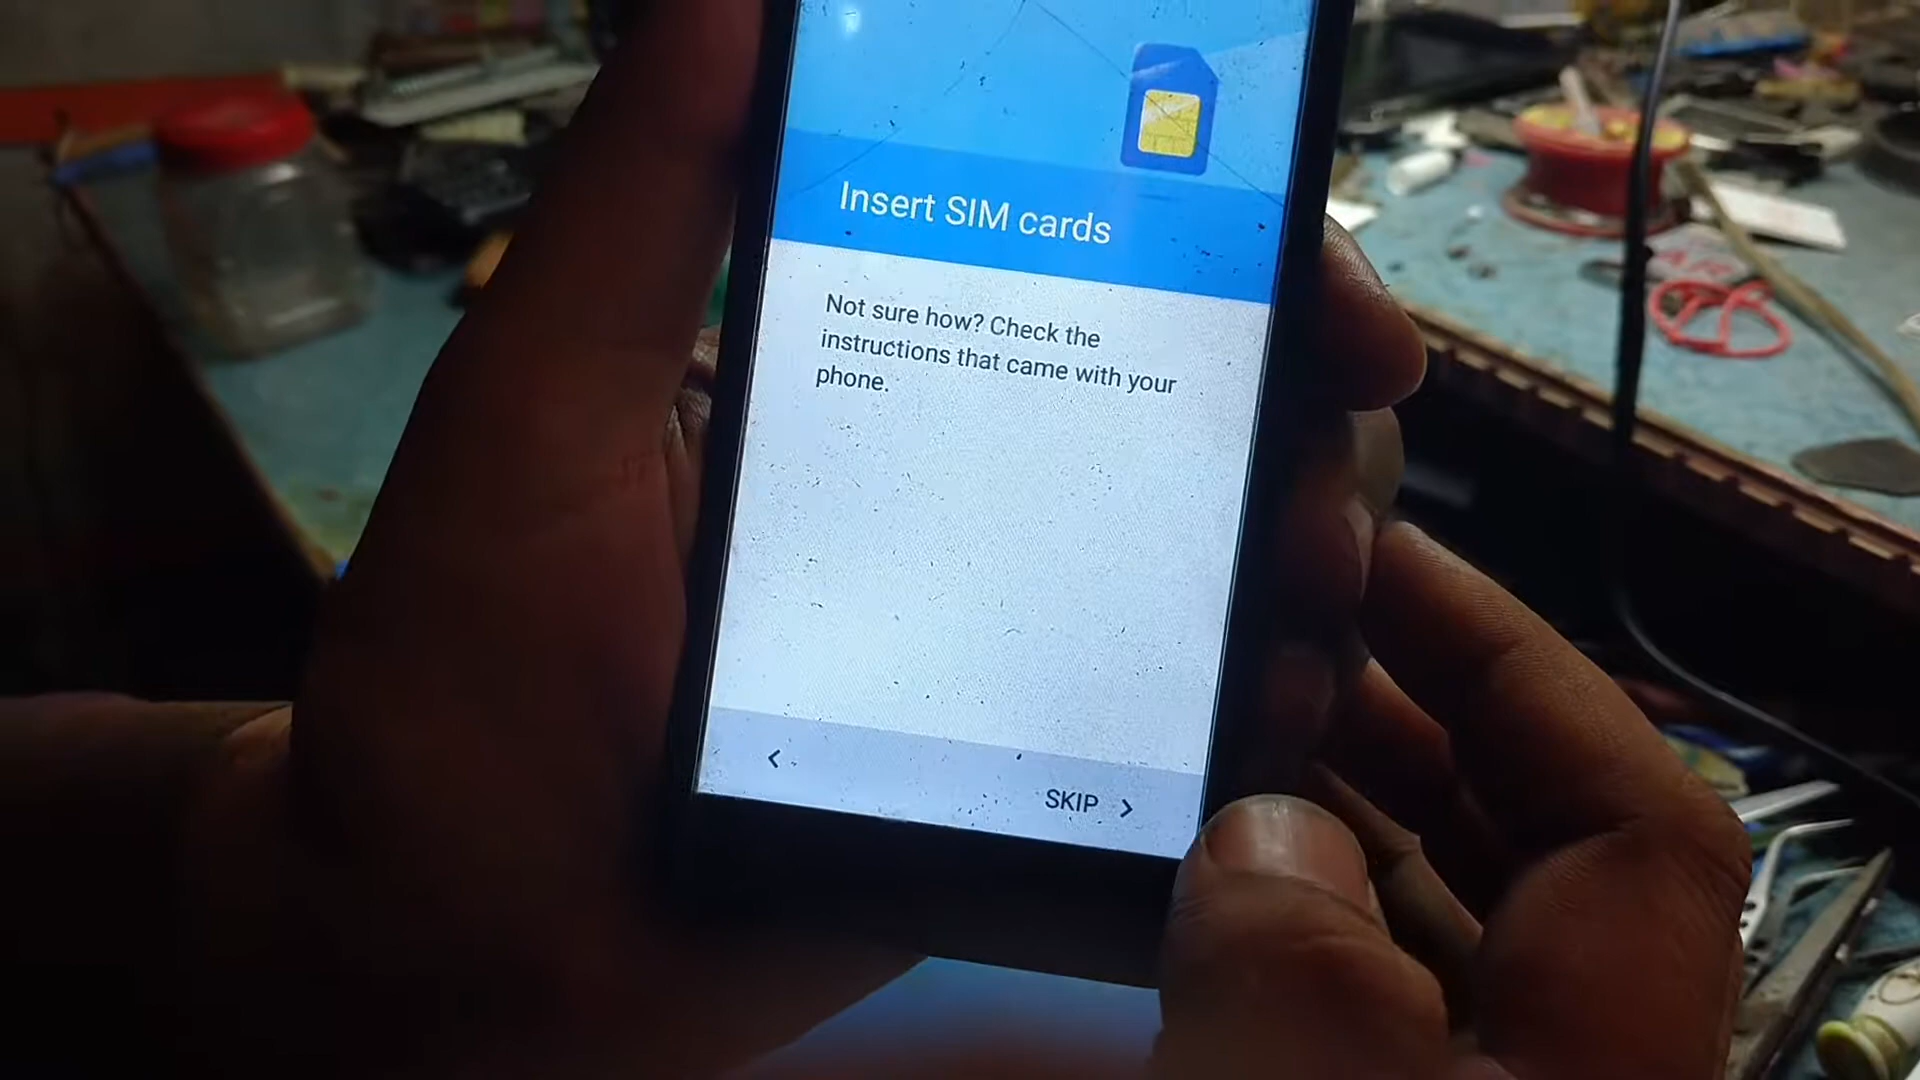 Insert SIM cards
Not sure how? Check the
instructions that came with your
phone.
SKIP